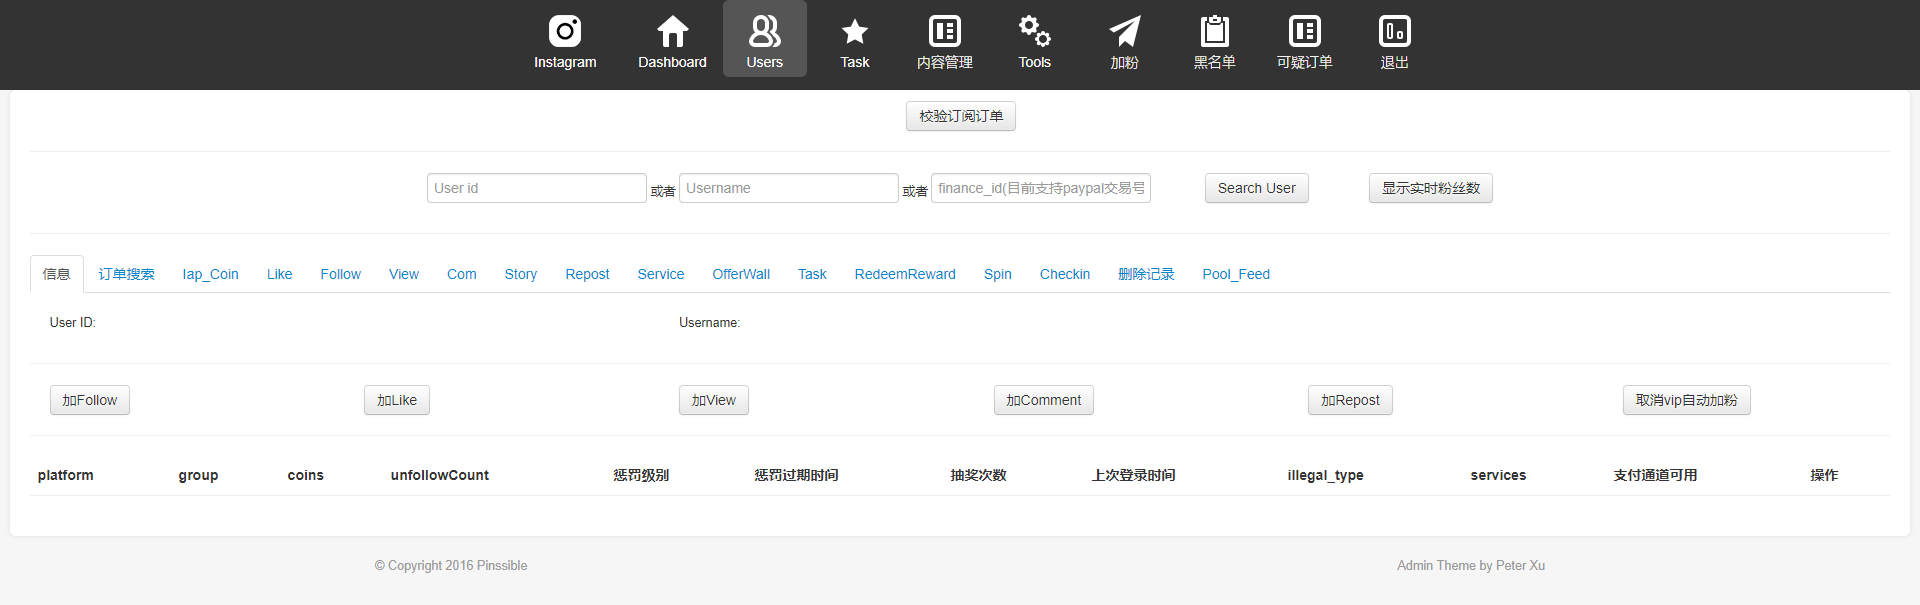 Instagram Dashboard Users Task 内容管理 Tools 加粉 黑名单 可疑订单 退出
校验订阅订单
User id 或者 Username 或者 finance_id(目前支持paypal交易号 Search User 显示实时粉丝数
信息 订单搜索 Iap_Coin Like Follow View Com Story Repost Service OfferWall Task RedeemReward Spin Checkin 删除记录 Pool_Feed
User ID: Username:
加Follow 加Like 加View 加Comment 加Repost 取消vip自动加粉
platform group coins unfollowCount 惩罚级别 惩罚过期时间 抽奖次数 上次登录时间 illegal_type services 支付通道可用 操作
© Copyright 2016 Pinssible Admin Theme by Peter Xu